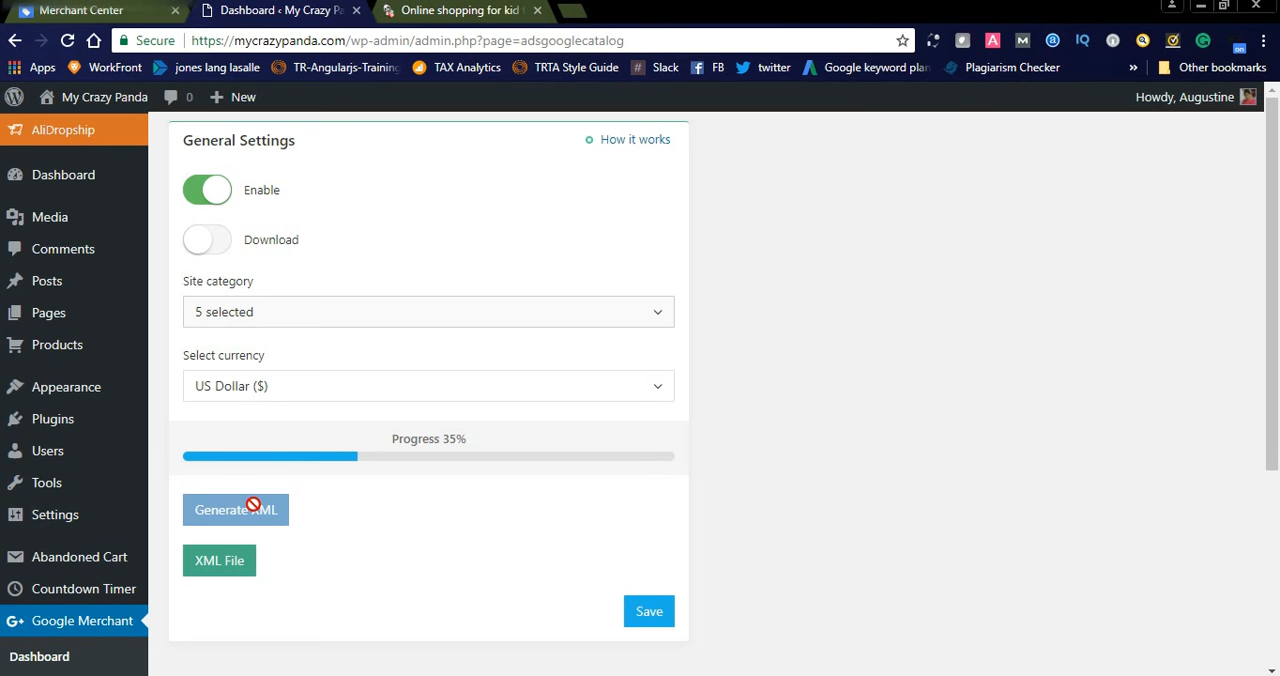 Merchant Center
Dashboard ‹ My Crazy Pa
Online shopping for kid
Secure https://mycrazypanda.com/wp-admin/admin.php?page=adsgooglecatalog
Apps WorkFront jones lang lasalle TR-Angularjs-Training TAX Analytics TRTA Style Guide Slack FB twitter Google keyword plan Plagiarism Checker » Other bookmarks
My Crazy Panda 0 + New Howdy, Augustine
AliDropship
Dashboard
Media
Comments
Posts
Pages
Products
Appearance
Plugins
Users
Tools
Settings
Abandoned Cart
Countdown Timer
Google Merchant
Dashboard
General Settings How it works
Enable
Download
Site category
5 selected
Select currency
US Dollar ($)
Progress 35%
Generate XML
XML File
Save